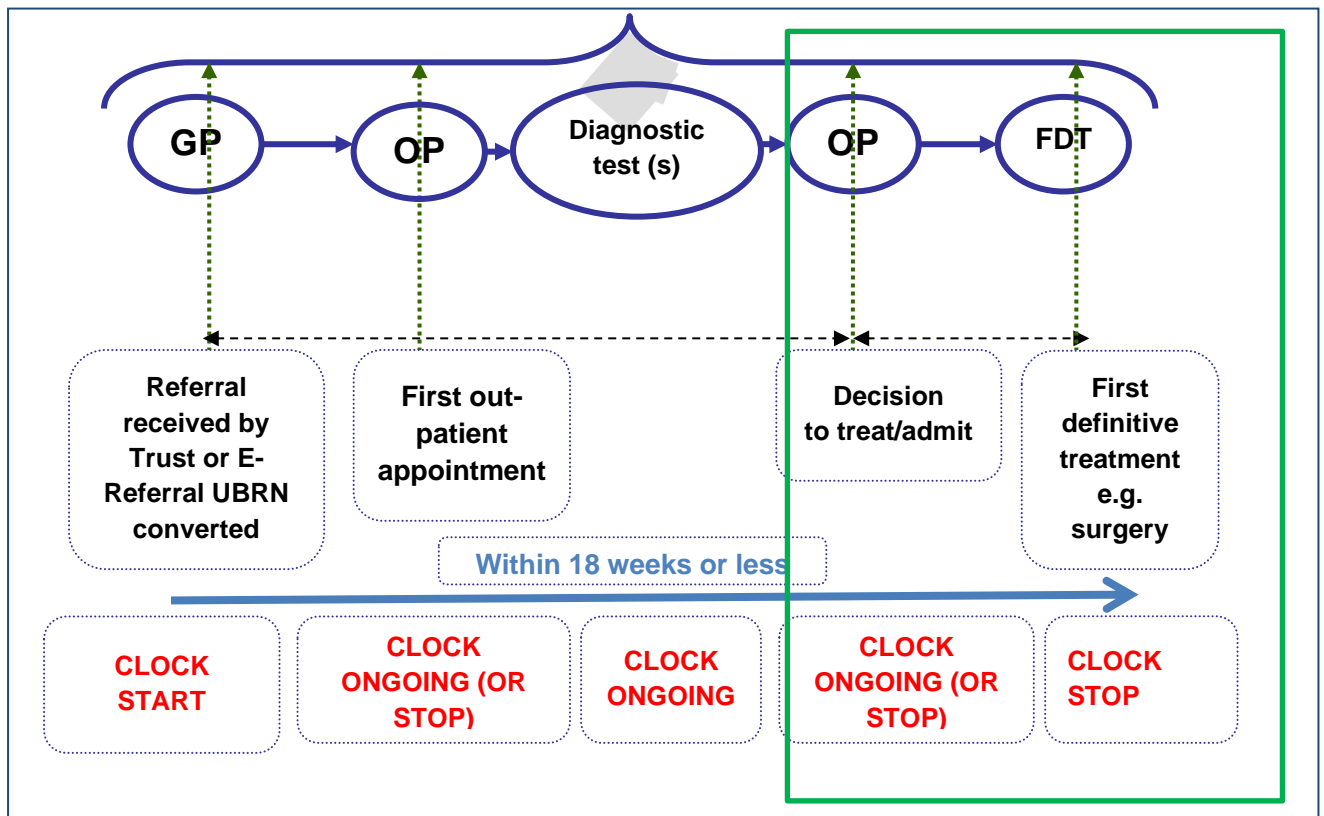 GP
OP
Diagnostic
test (s)
OP
FDT
Referral
received by
Trust or E-
Referral UBRN
converted
First out-
patient
appointment
Decision
to treat/admit
First
definitive
treatment
e.g.
surgery
Within 18 weeks or less
CLOCK
START
CLOCK
ONGOING (OR
STOP)
CLOCK
ONGOING
CLOCK
ONGOING (OR
STOP)
CLOCK
STOP